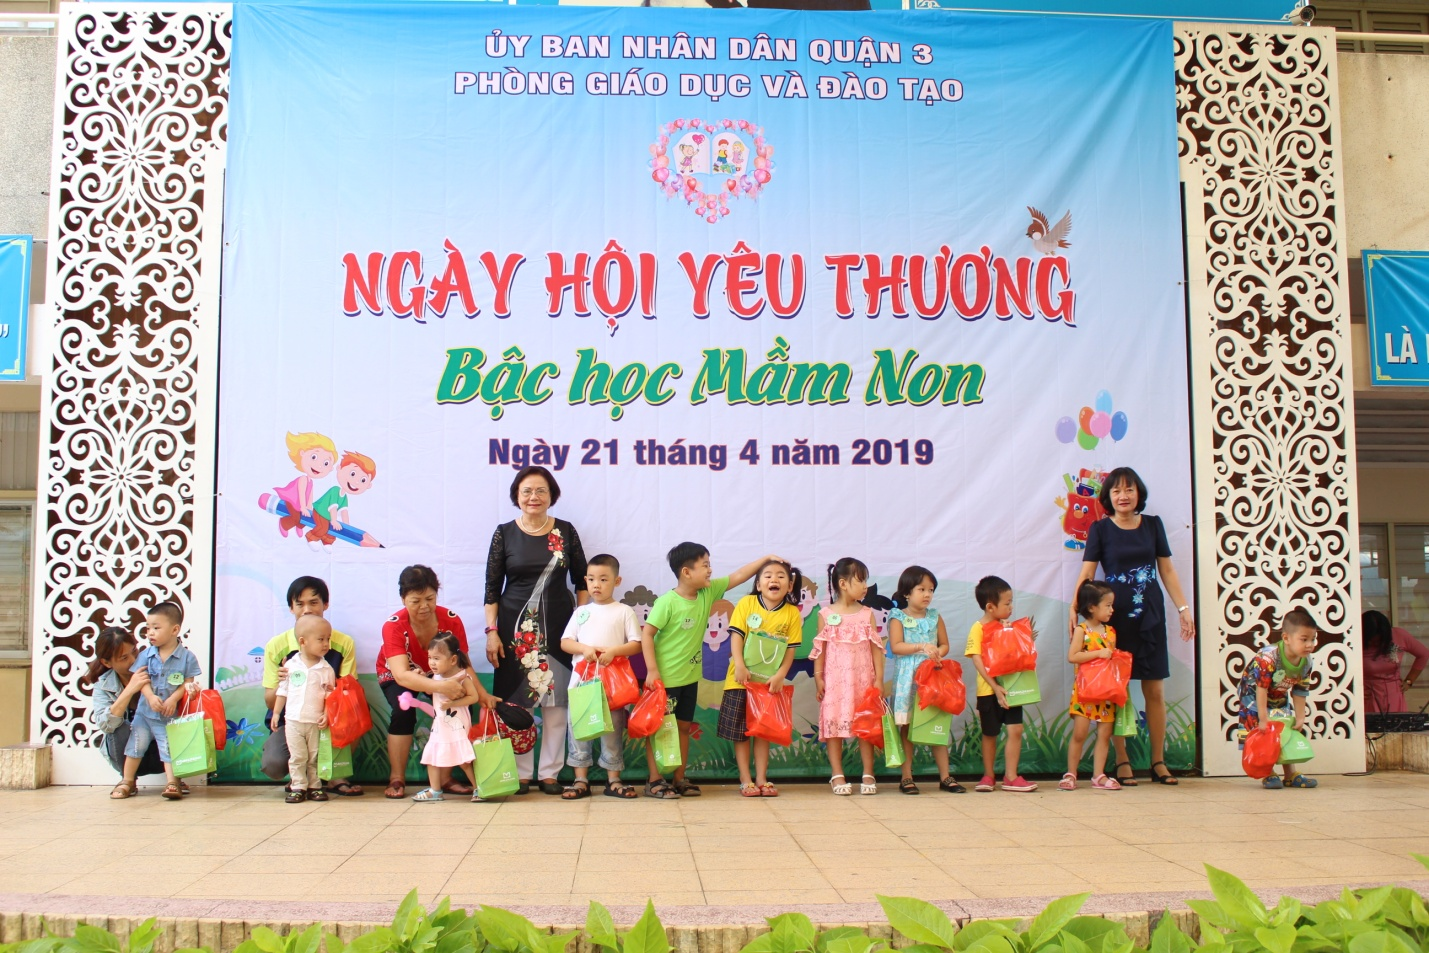 ỦY BAN NHÂN DÂN QUẬN 3
PHÒNG GIÁO DỤC VÀ ĐÀO TẠO
NGÀY HỘI YÊU THƯƠNG
Bậc học Mầm Non
Ngày 21 tháng 4 năm 2019
LÀ